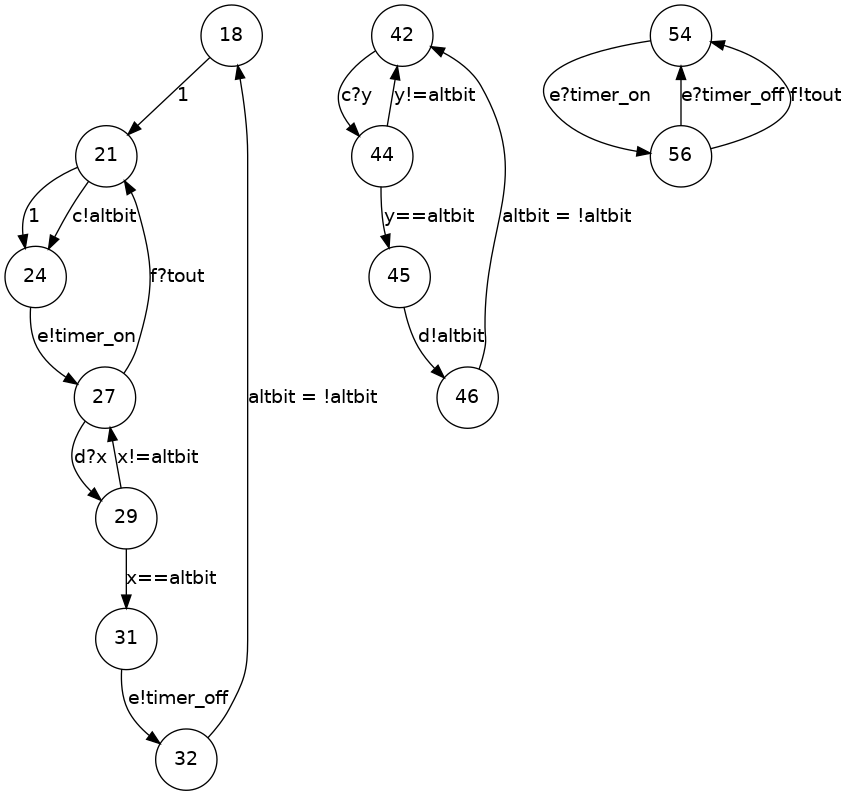 18
42
54
1
c?y
y!=altbit
e?timer_on
e?timer_off
f!tout
21
44
56
1
c!altbit
y==altbit
altbit = !altbit
24
f?tout
45
e!timer_on
d!altbit
27
altbit = !altbit
46
d?x
x!=altbit
29
x==altbit
31
e!timer_off
32